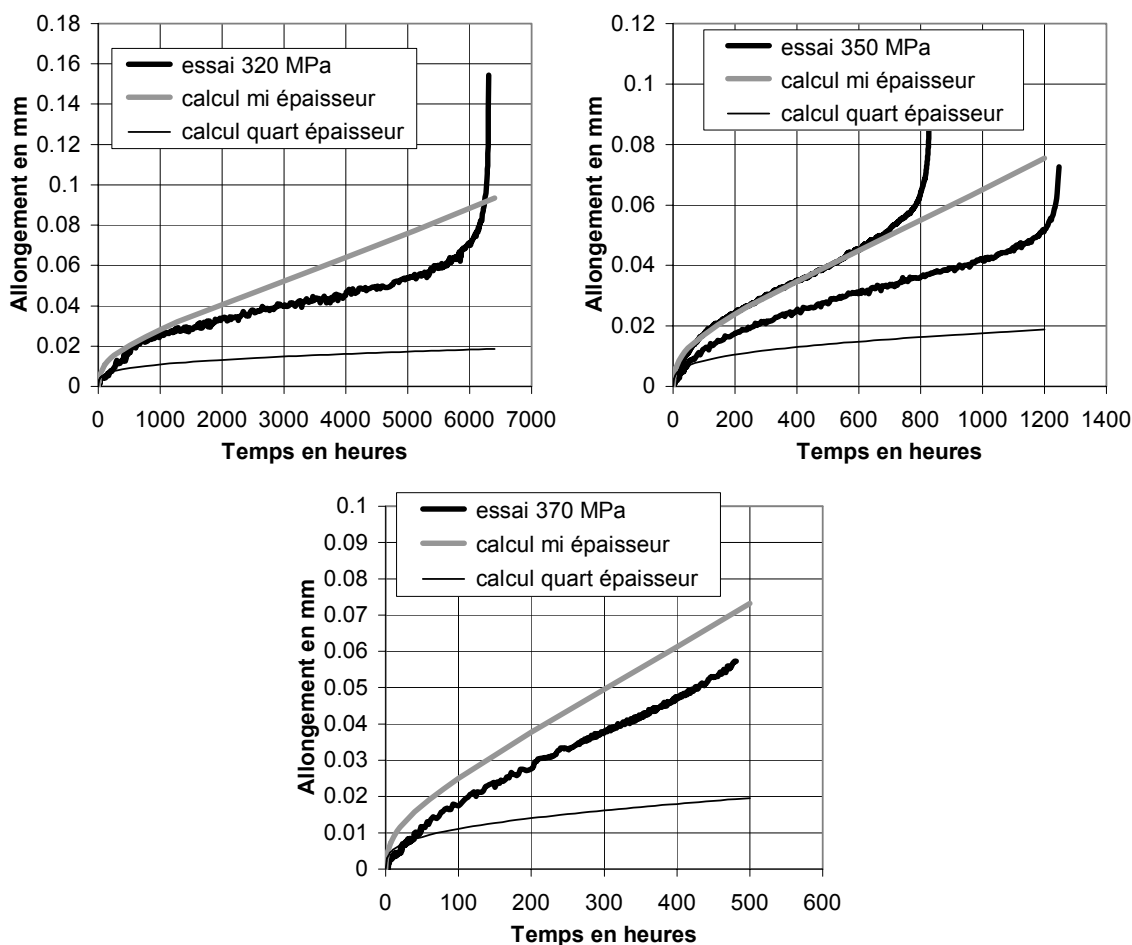 0.18
0.16
0.14
0.12
0.1
0.08
0.06
0.04
0.02
0
Allongement en mm
essai 320 MPa
calcul mi épaisseur
calcul quart épaisseur
0 1000 2000 3000 4000 5000 6000 7000
Temps en heures
0.12
0.1
0.08
0.06
0.04
0.02
0
Allongement en mm
essai 350 MPa
calcul mi épaisseur
calcul quart épaisseur
0 200 400 600 800 1000 1200 1400
Temps en heures
0.1
0.09
0.08
0.07
0.06
0.05
0.04
0.03
0.02
0.01
0
Allongement en mm
essai 370 MPa
calcul mi épaisseur
calcul quart épaisseur
0 100 200 300 400 500 600
Temps en heures